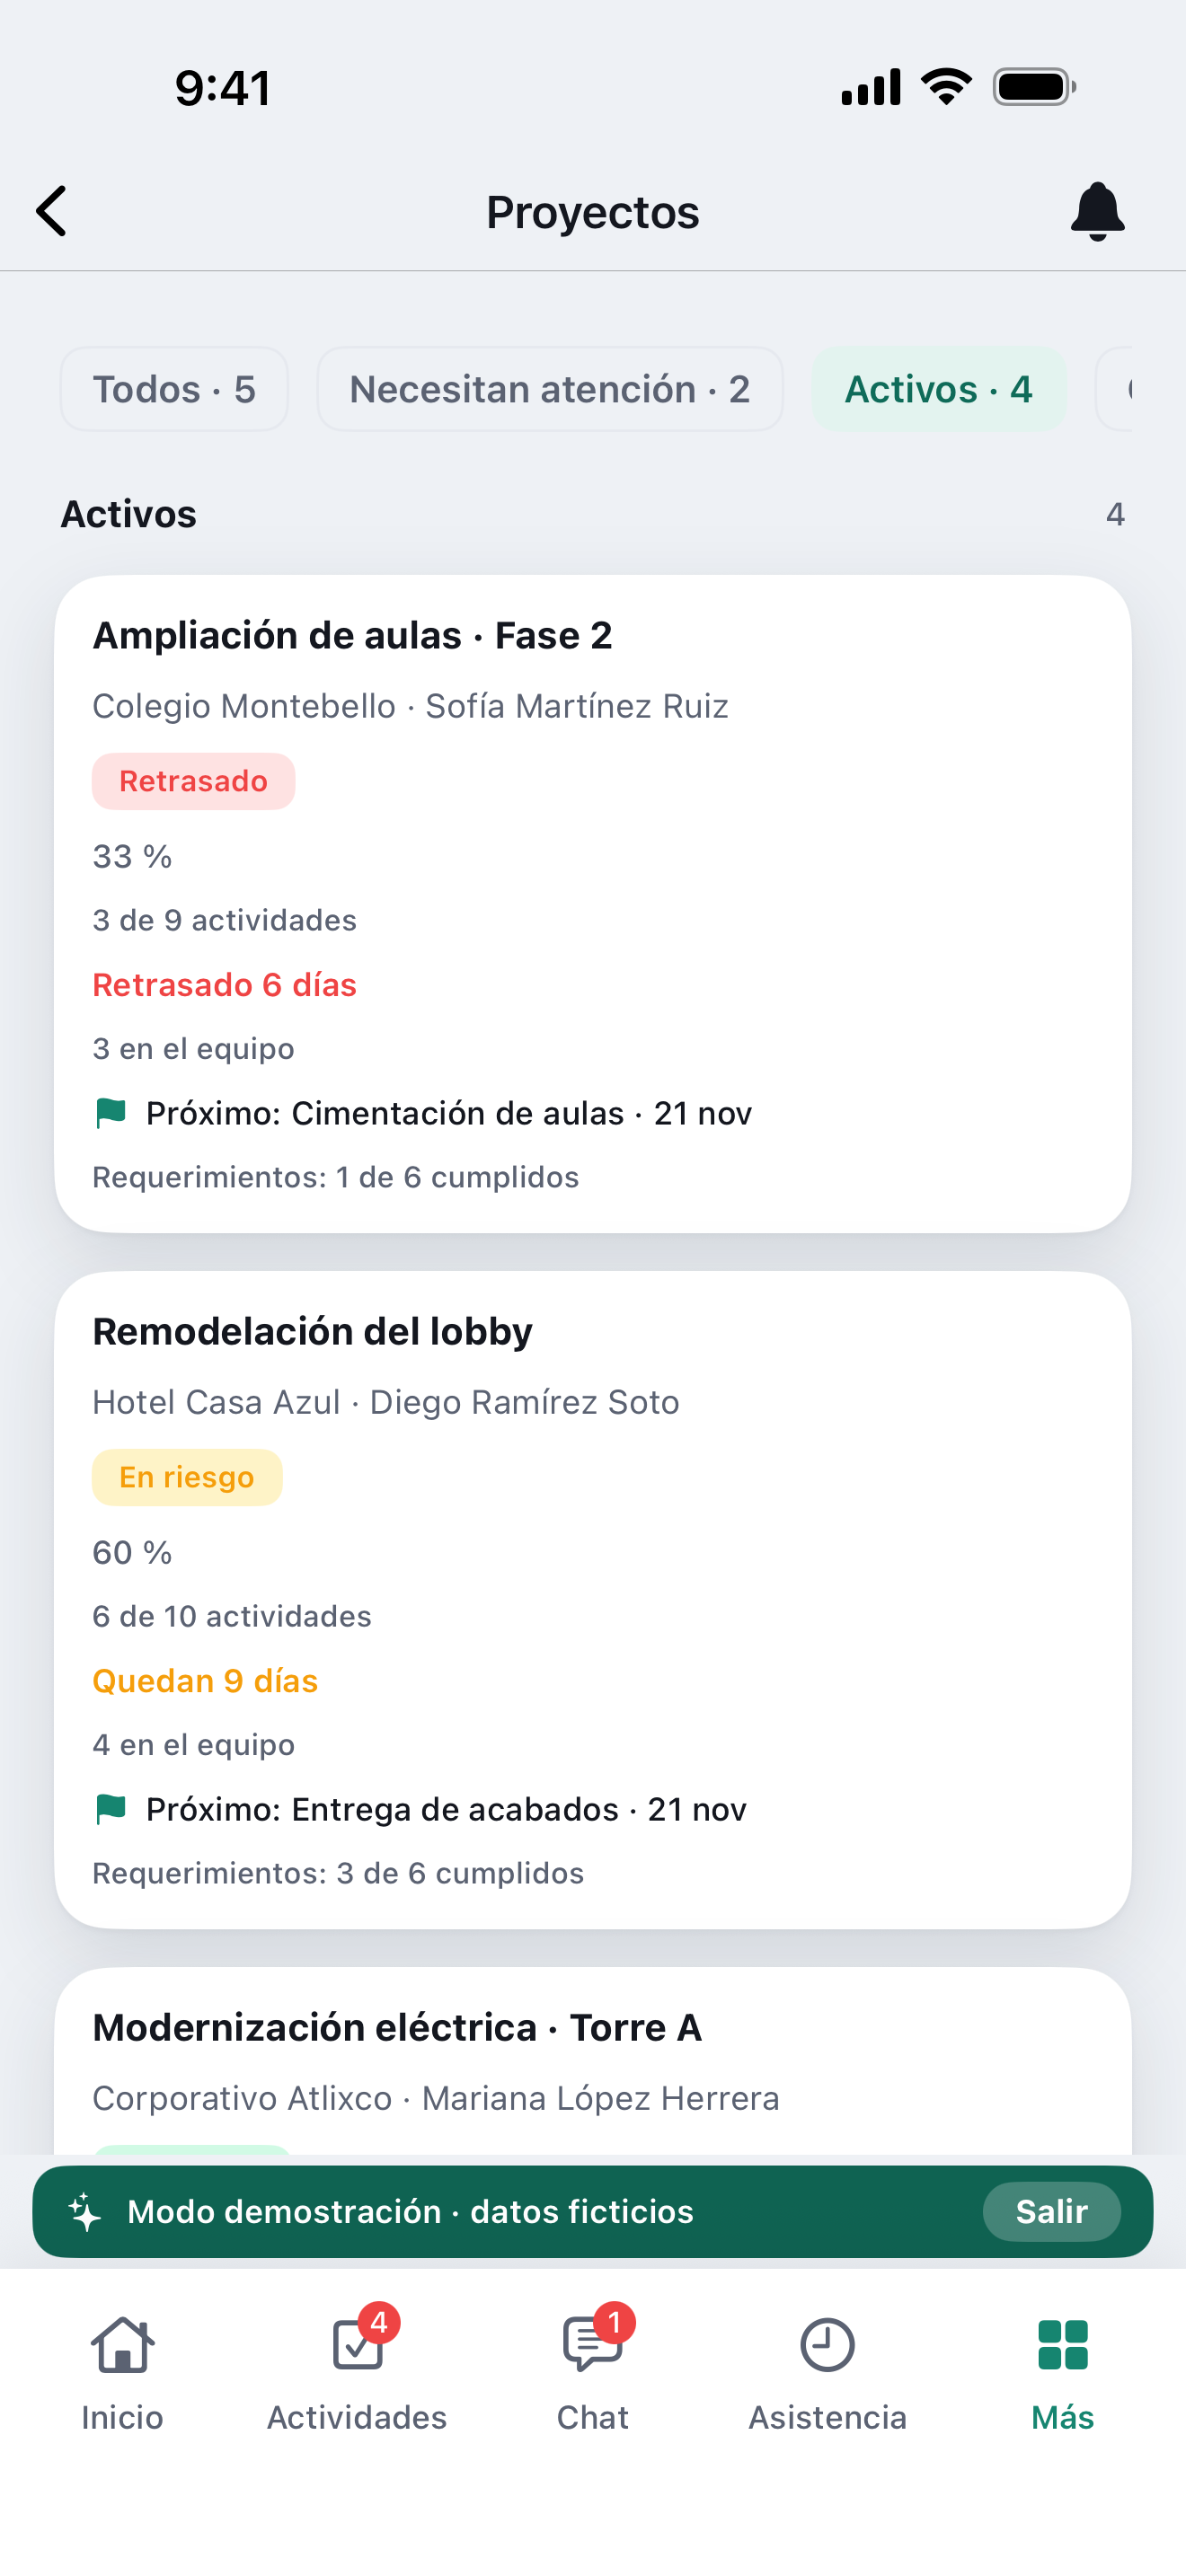 9:41
Proyectos
Todos · 5
Necesitan atención · 2
Activos · 4
Activos
4
Ampliación de aulas · Fase 2
Colegio Montebello · Sofía Martínez Ruiz
Retrasado
33 %
3 de 9 actividades
Retrasado 6 días
3 en el equipo
Próximo: Cimentación de aulas · 21 nov
Requerimientos: 1 de 6 cumplidos
Remodelación del lobby
Hotel Casa Azul · Diego Ramírez Soto
En riesgo
60 %
6 de 10 actividades
Quedan 9 días
4 en el equipo
Próximo: Entrega de acabados · 21 nov
Requerimientos: 3 de 6 cumplidos
Modernización eléctrica · Torre A
Corporativo Atlixco · Mariana López Herrera
Modo demostración · datos ficticios
Salir
4
1
Inicio
Actividades
Chat
Asistencia
Más